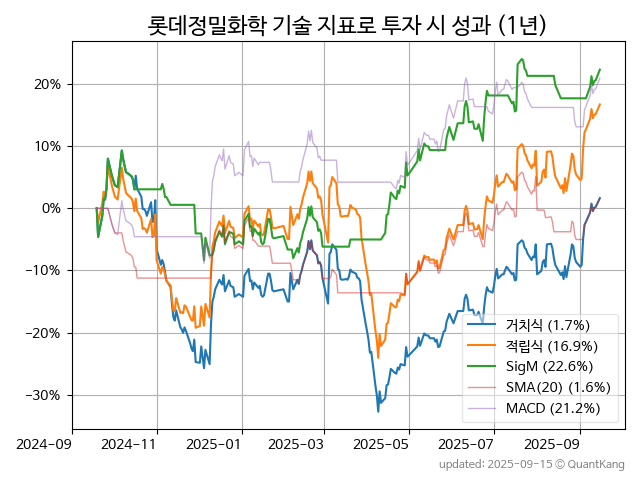 롯데정밀화학 기술 지표로 투자 시 성과 (1년)
20%
10%
0%
−10%
−20%
−30%
2024-09 2024-11 2025-01 2025-03 2025-05 2025-07 2025-09
거치식 (1.7%)
적립식 (16.9%)
SigM (22.6%)
SMA(20) (1.6%)
MACD (21.2%)
updated: 2025-09-15 ⓒ QuantKang